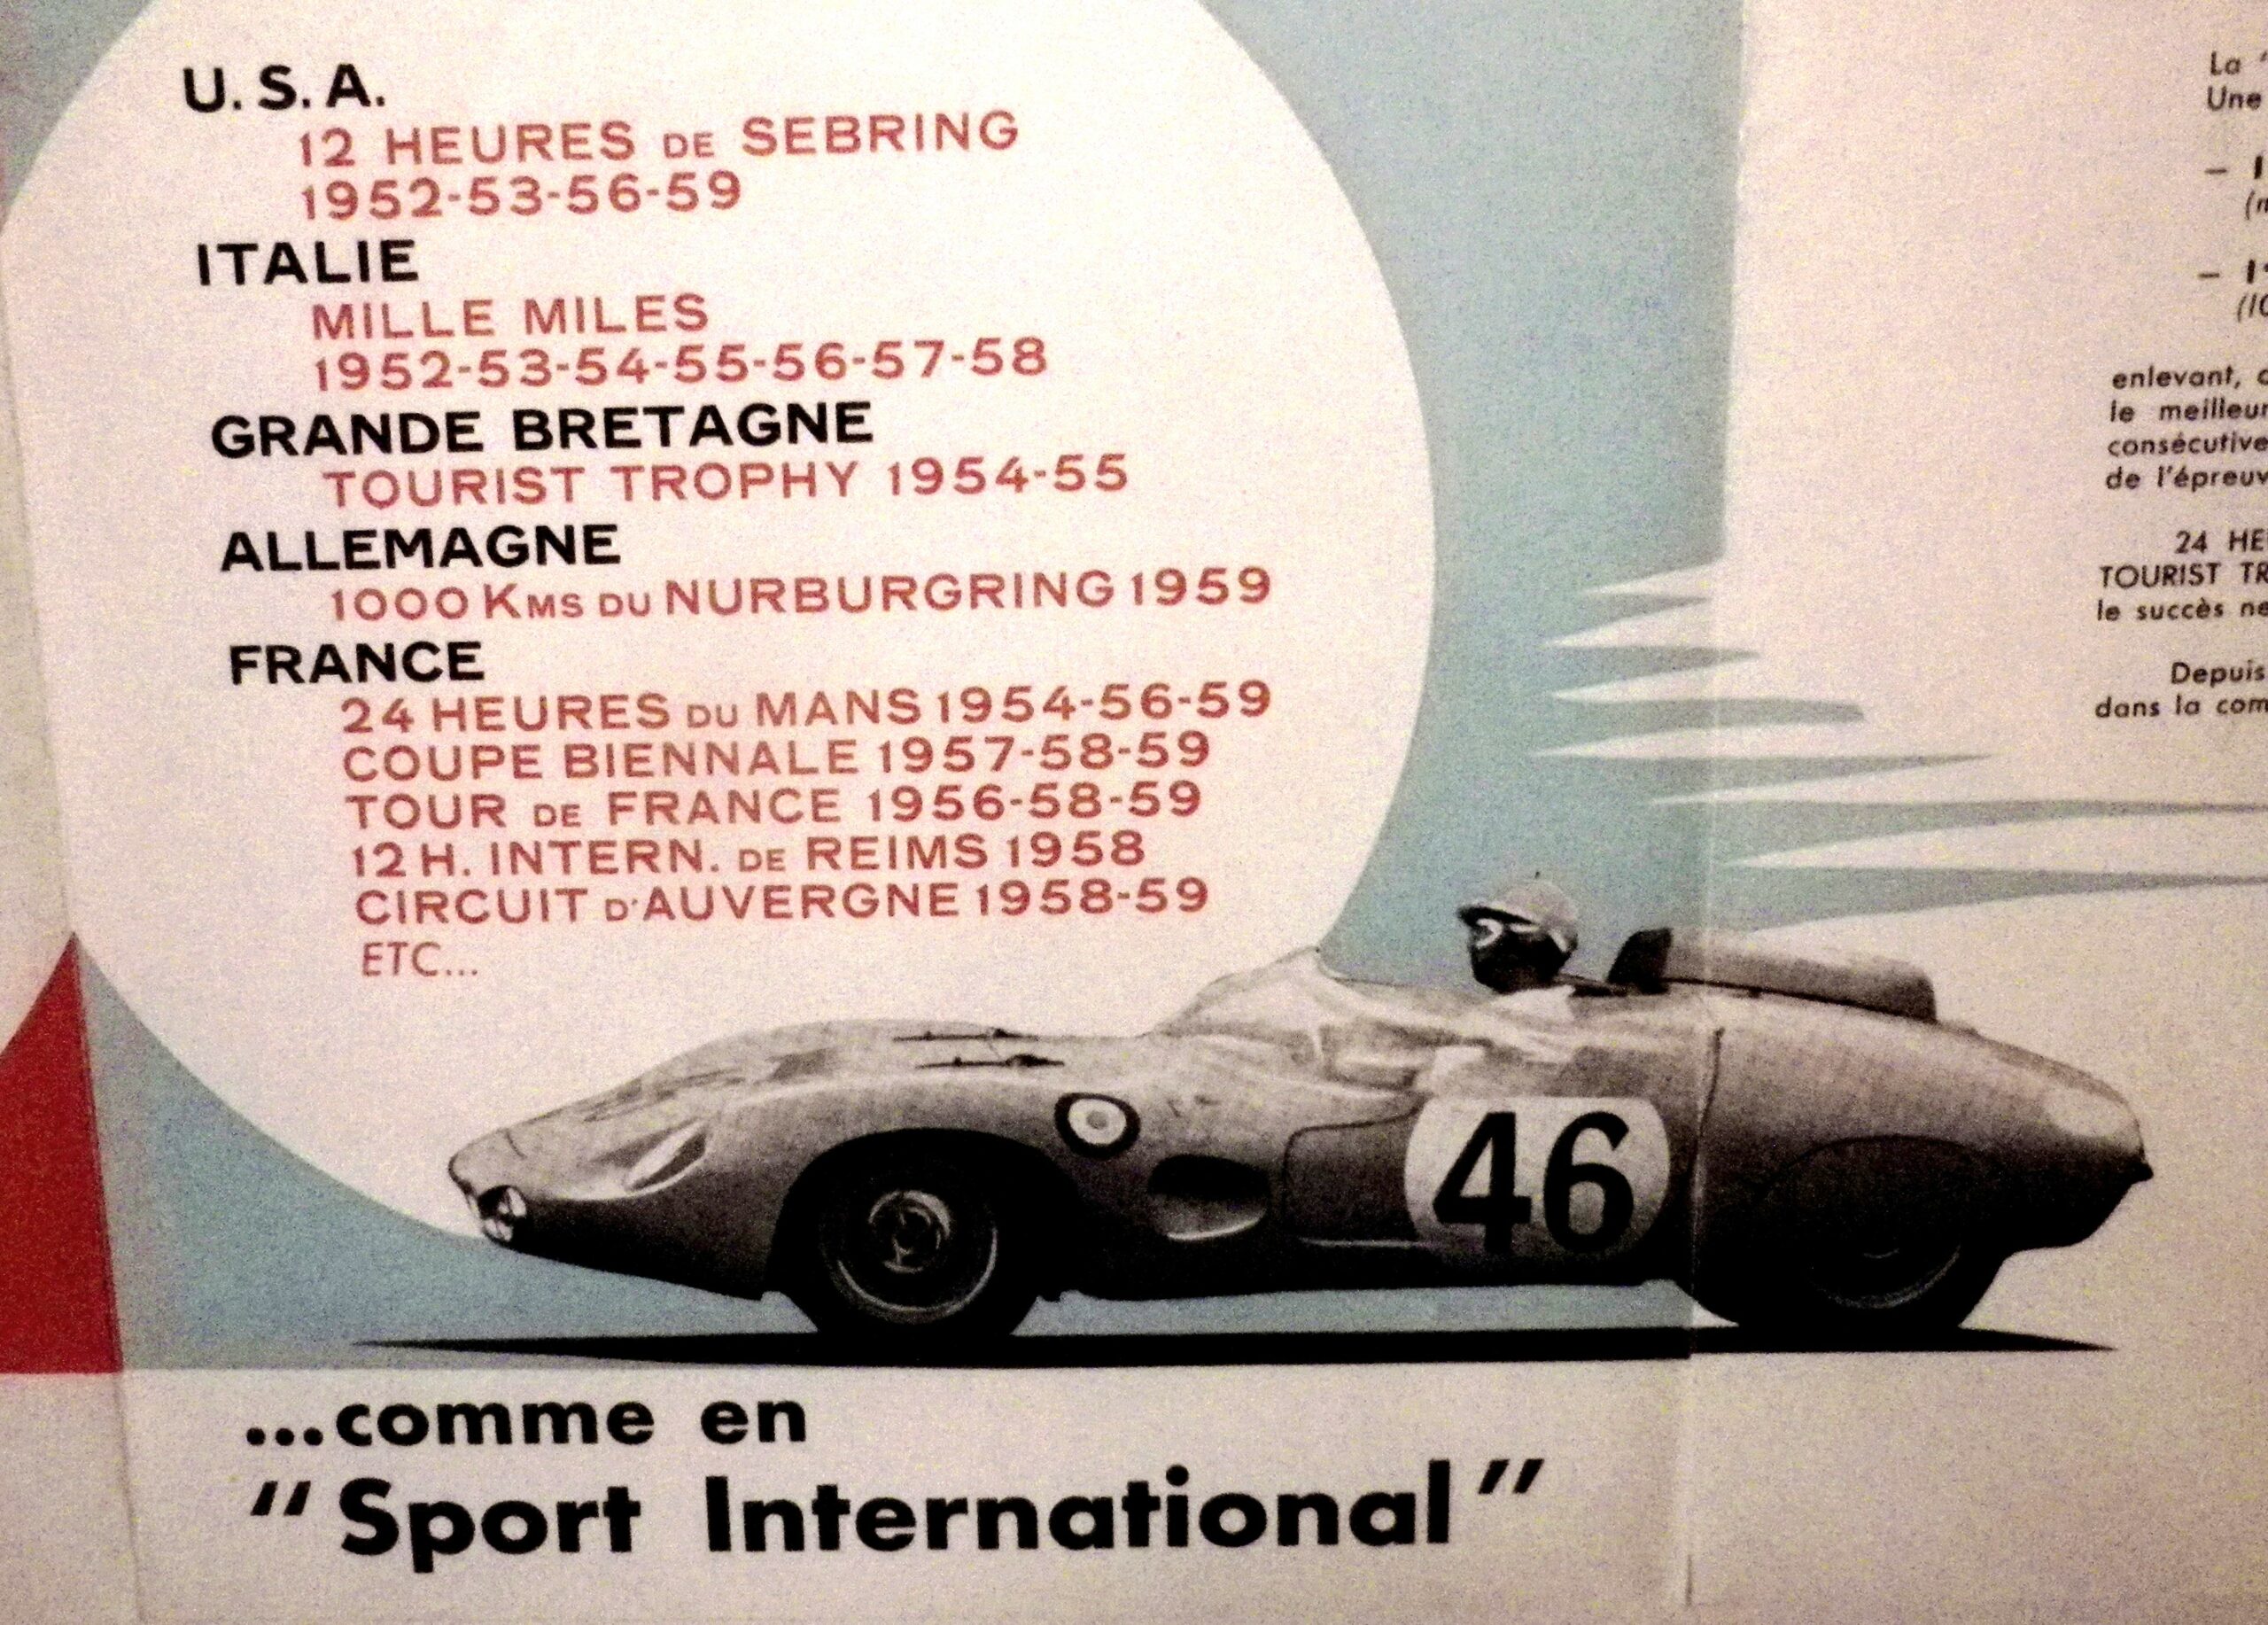 U.S.A.
12 HEURES DE SEBRING
1952-53-56-59
ITALIE
MILLE MILES
1952-53-54-55-56-57-58
GRANDE BRETAGNE
TOURIST TROPHY 1954-55
ALLEMAGNE
1000 KMS DU NURBURGRING 1959
FRANCE
24 HEURES DU MANS 1954-56-59
COUPE BIENNALE 1957-58-59
TOUR DE FRANCE 1956-58-59
12 H. INTERN. DE REIMS 1958
CIRCUIT D'AUVERGNE 1958-59
ETC...
46
...comme en
"Sport International"
La
Une
enlevant,
le meilleur
de l'épreuv
24 HE
TOURIST TR
le succès ne
Depuis
dans la com